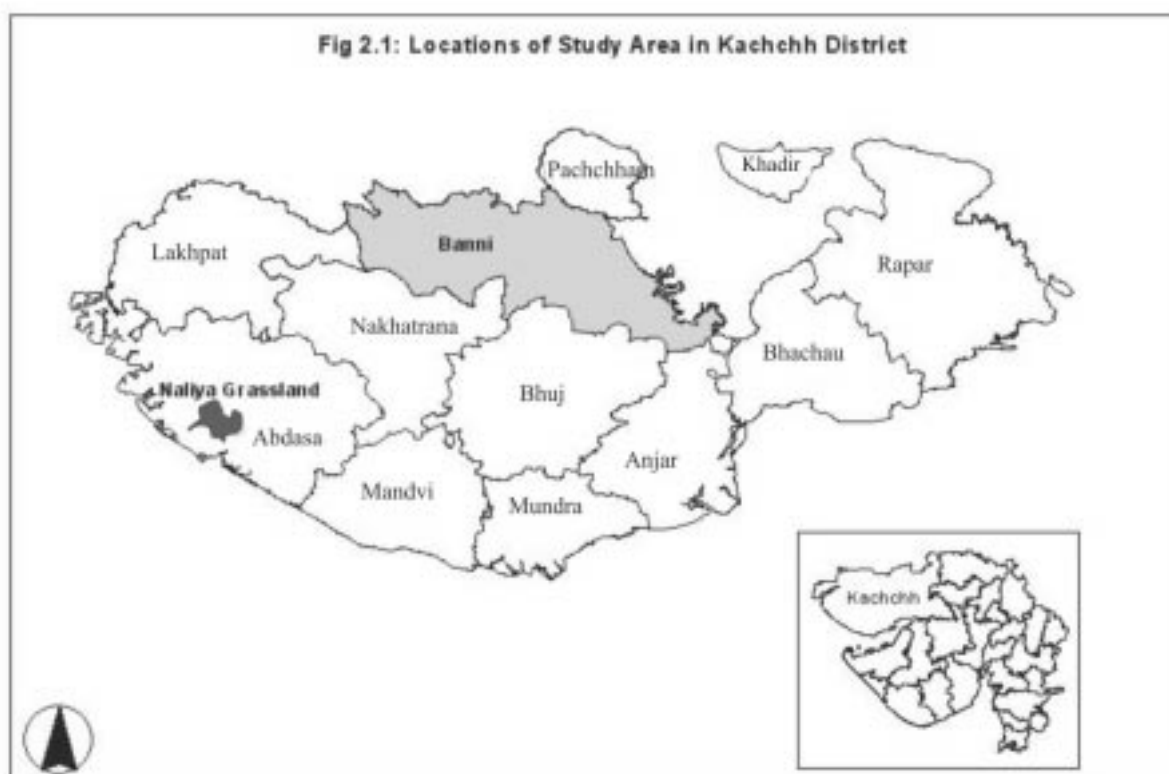 Fig 2.1: Locations of Study Area in Kachchh District
Pachchham
Khadir
Banni
Lakhpat
Rapar
Nakhatrana
Bhachau
Naliya Grassland
Bhuj
Abdasa
Anjar
Mandvi
Mundra
Kachchh